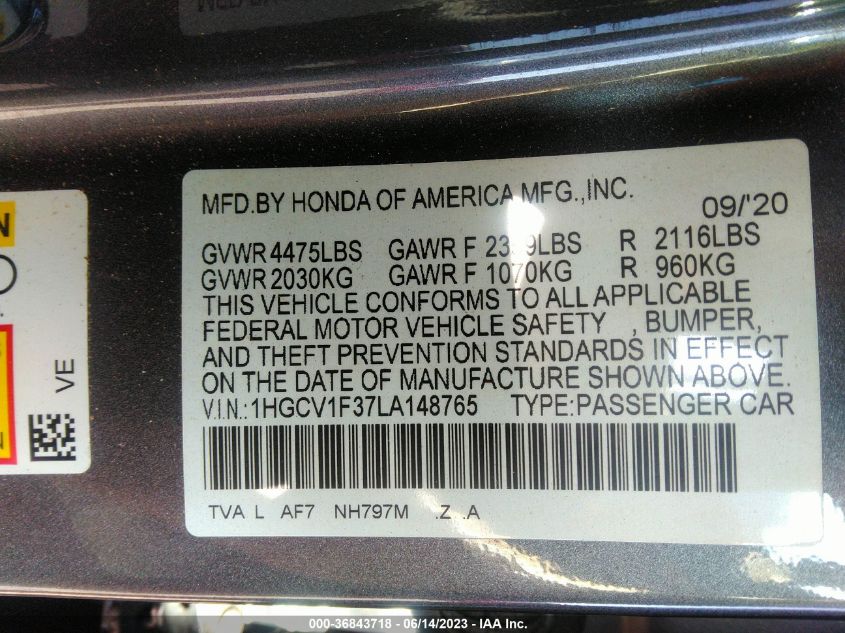 MFD.BY HONDA OF AMERICA MFG.,INC. 09/'20
GVWR 4475LBS GAWR F LBS R 2116LBS
GVWR 2030KG GAWR F 1070KG R 960KG
THIS VEHICLE CONFORMS TO ALL APPLICABLE
FEDERAL MOTOR VEHICLE SAFETY , BUMPER,
AND THEFT PREVENTION STANDARDS IN EFFECT
ON THE DATE OF MANUFACTURE SHOWN ABOVE.
V.I.N.:1HGCV1F37LA148765 TYPE:PASSENGER CAR
TVA L AF7 NH797M .Z .A
VE
N
000-36843718 - 06/14/2023 - IAA Inc.